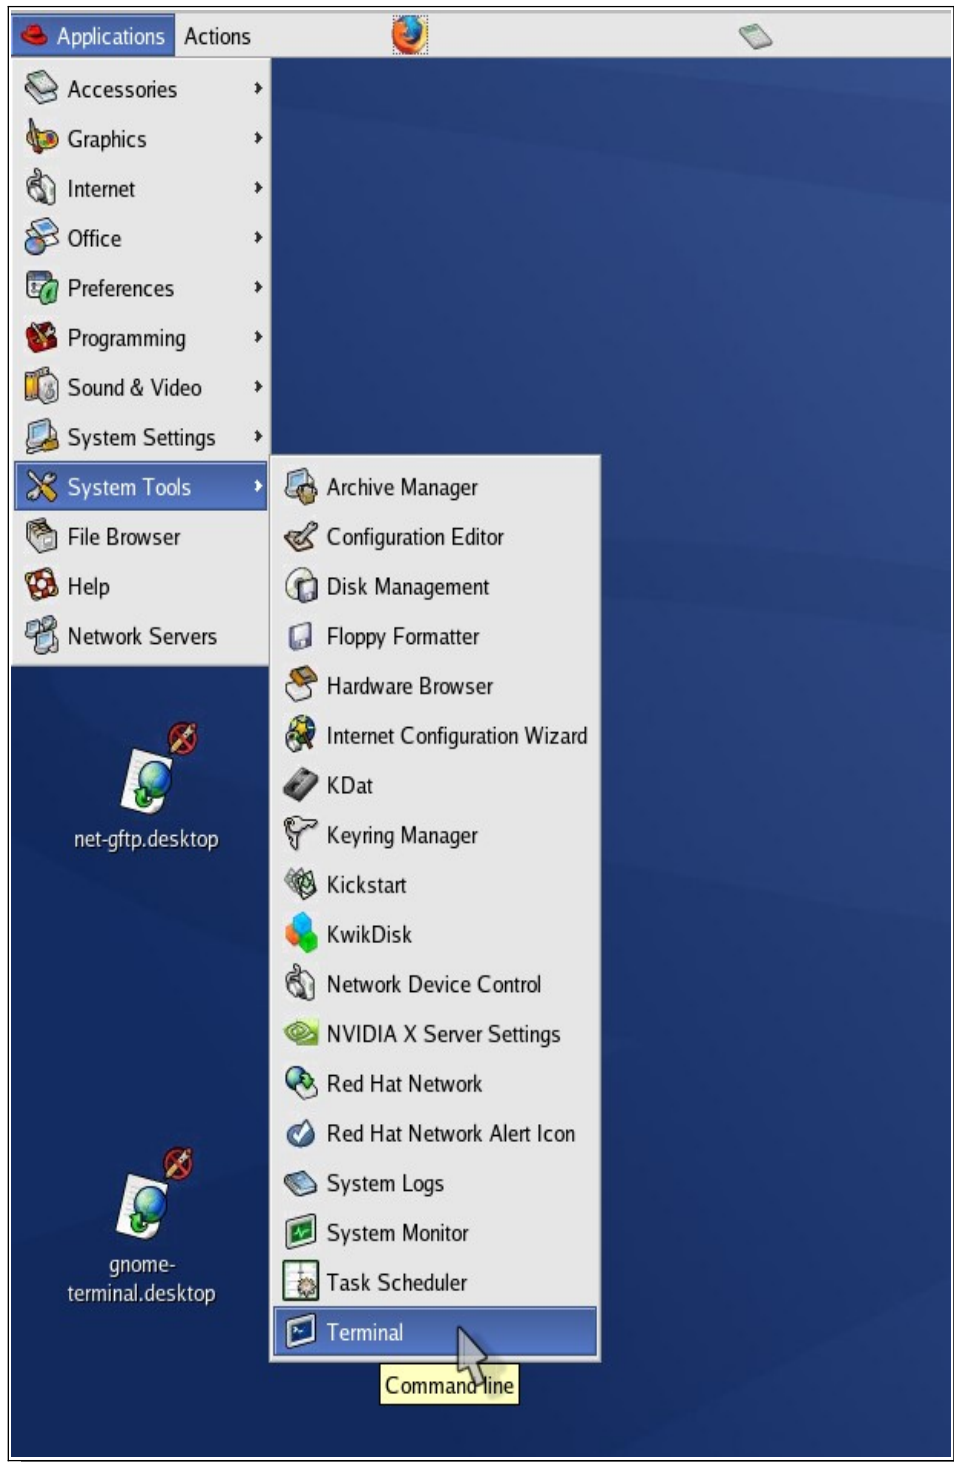 Applications Actions
Accessories
Graphics
Internet
Office
Preferences
Programming
Sound & Video
System Settings
System Tools
File Browser
Help
Network Servers
Archive Manager
Configuration Editor
Disk Management
Floppy Formatter
Hardware Browser
Internet Configuration Wizard
KDat
Keyring Manager
Kickstart
KwikDisk
Network Device Control
NVIDIA X Server Settings
Red Hat Network
Red Hat Network Alert Icon
System Logs
System Monitor
Task Scheduler
Terminal
Command line
net-gftp.desktop
gnome-
terminal.desktop